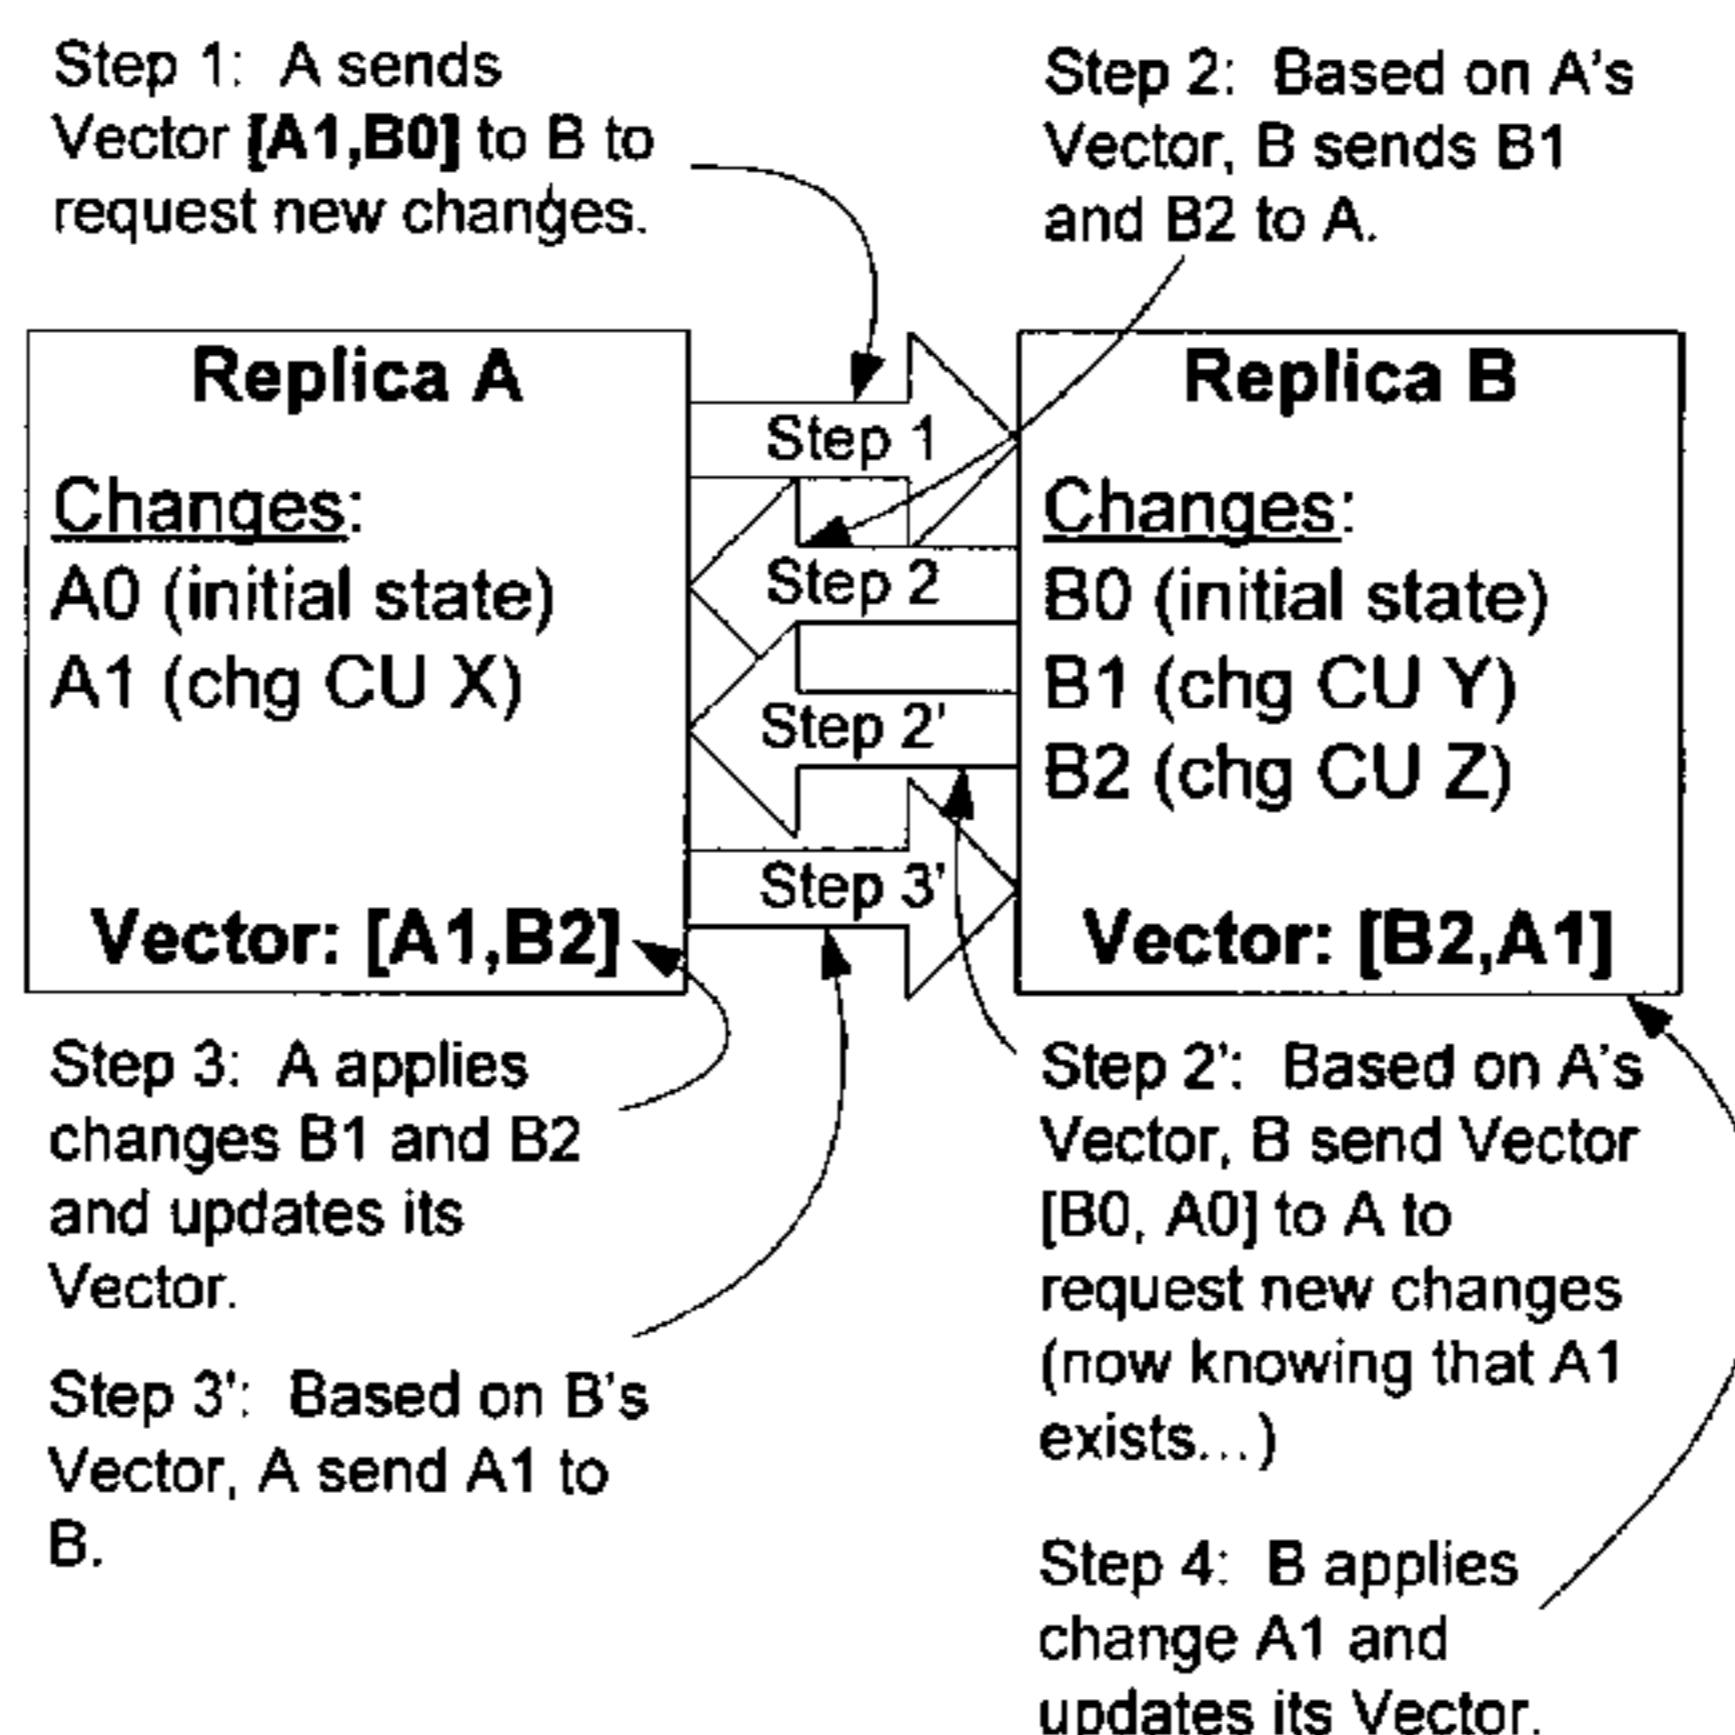 Step 1: A sends
Vector [A1,B0] to B to
request new changes.
Step 2: Based on A's
Vector, B sends B1
and B2 to A.
Replica A
Changes:
A0 (initial state)
A1 (chg CU X)
Vector: [A1,B2]
Step 1
Step 2
Step 2'
Step 3'
Replica B
Changes:
B0 (initial state)
B1 (chg CU Y)
B2 (chg CU Z)
Vector: [B2,A1]
Step 3: A applies
changes B1 and B2
and updates its
Vector.
Step 3': Based on B's
Vector, A send A1 to
B.
Step 2': Based on A's
Vector, B send Vector
[B0, A0] to A to
request new changes
(now knowing that A1
exists...)
Step 4: B applies
change A1 and
updates its Vector.